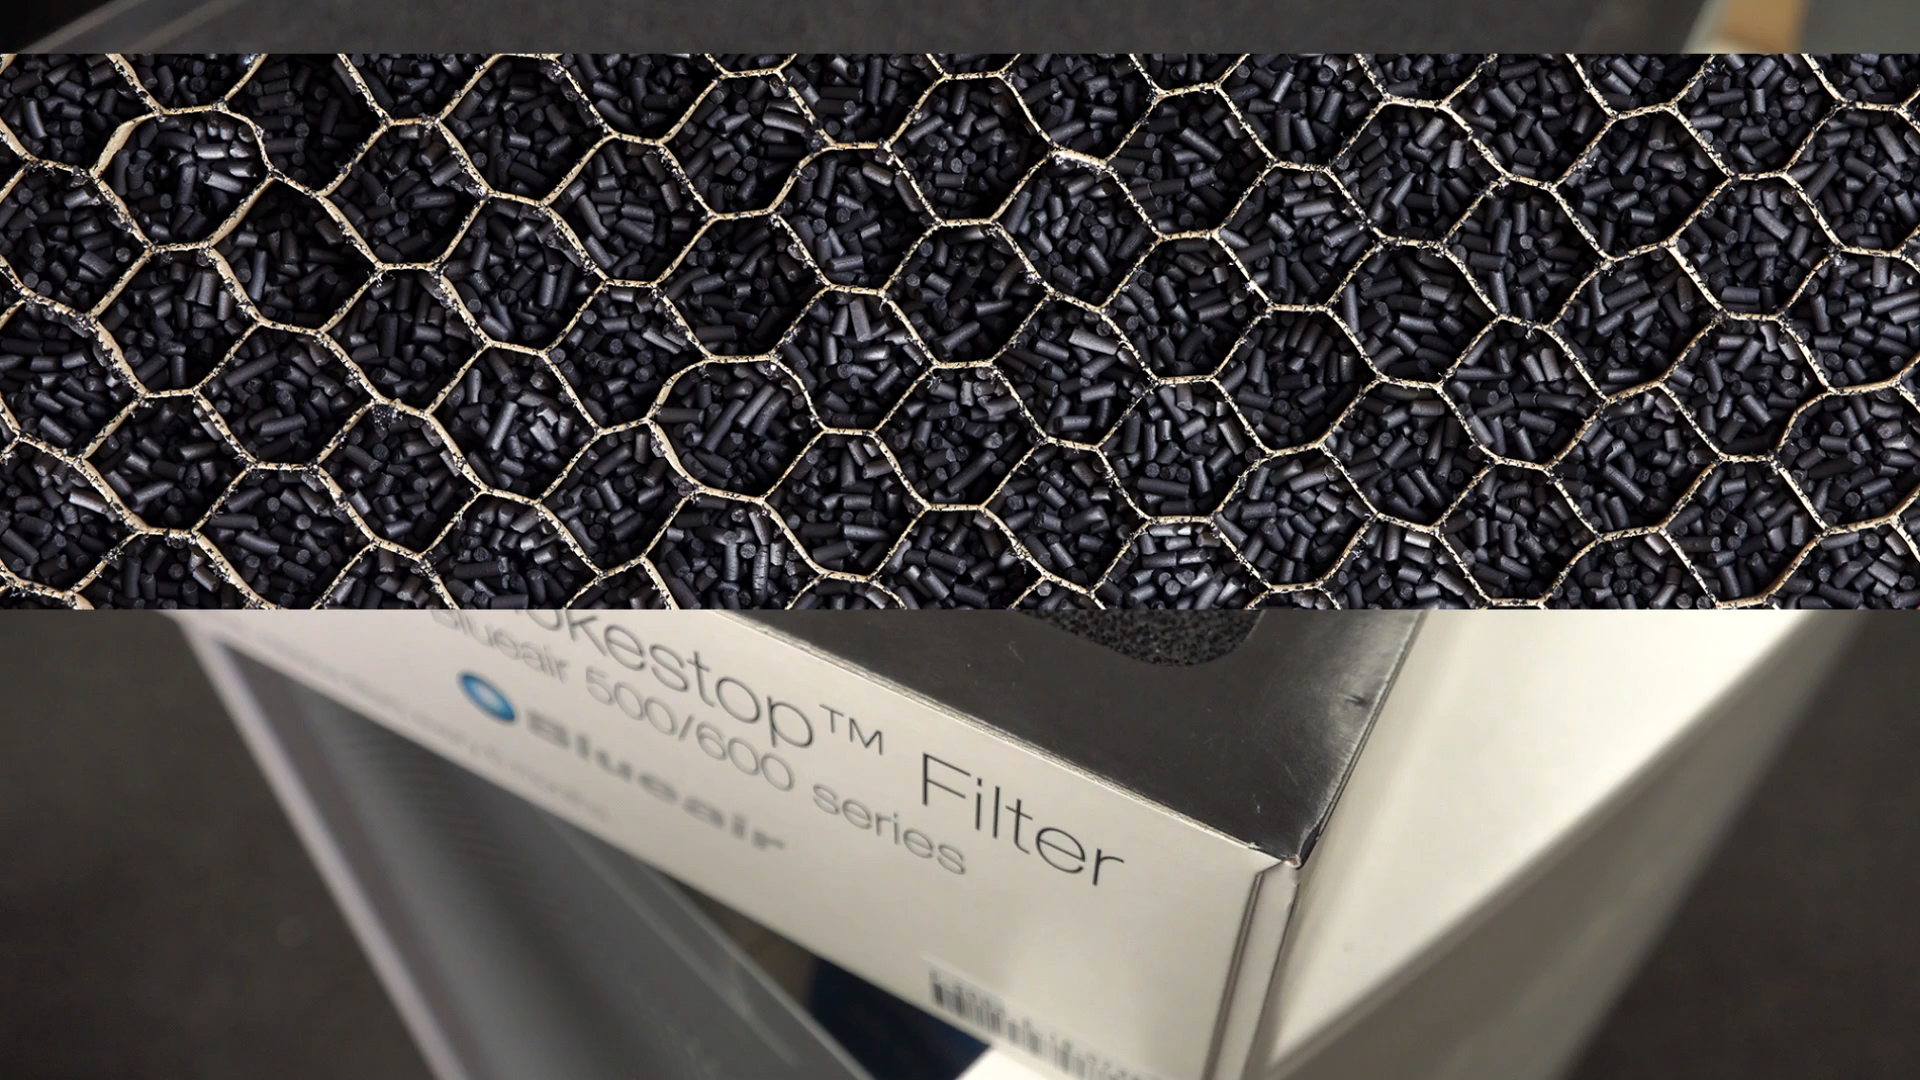 okestop™ Filter
Blueair 500/600 series
Blueair